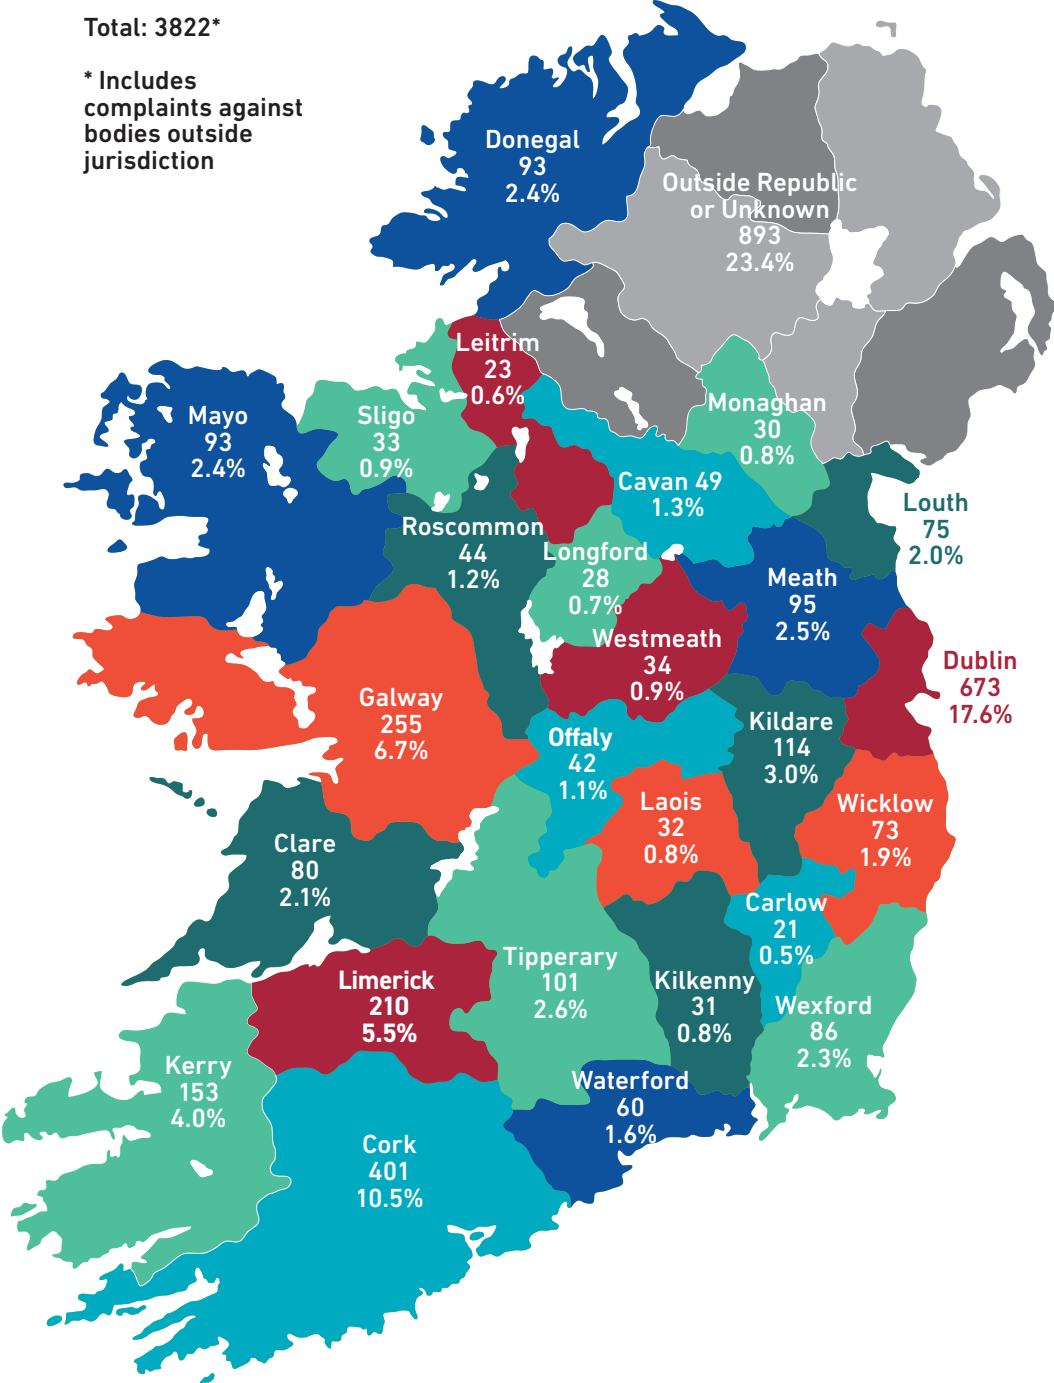 Total: 3822*
* Includes
complaints against
bodies outside
jurisdiction
Donegal
93
2.4%
Outside Republic
or Unknown
893
23.4%
Leitrim
23
0.6%
Mayo
93
2.4%
Sligo
33
0.9%
Monaghan
30
0.8%
Cavan 49
1.3%
Louth
75
2.0%
Roscommon
44
1.2%
Longford
28
0.7%
Meath
95
2.5%
Westmeath
34
0.9%
Dublin
673
17.6%
Galway
255
6.7%
Offaly
42
1.1%
Kildare
114
3.0%
Laois
32
0.8%
Wicklow
73
1.9%
Clare
80
2.1%
Carlow
21
0.5%
Tipperary
101
2.6%
Limerick
210
5.5%
Kilkenny
31
0.8%
Wexford
86
2.3%
Kerry
153
4.0%
Waterford
60
1.6%
Cork
401
10.5%